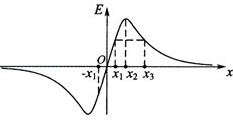 E
O
-x₁ x₁ x₂ x₃ x